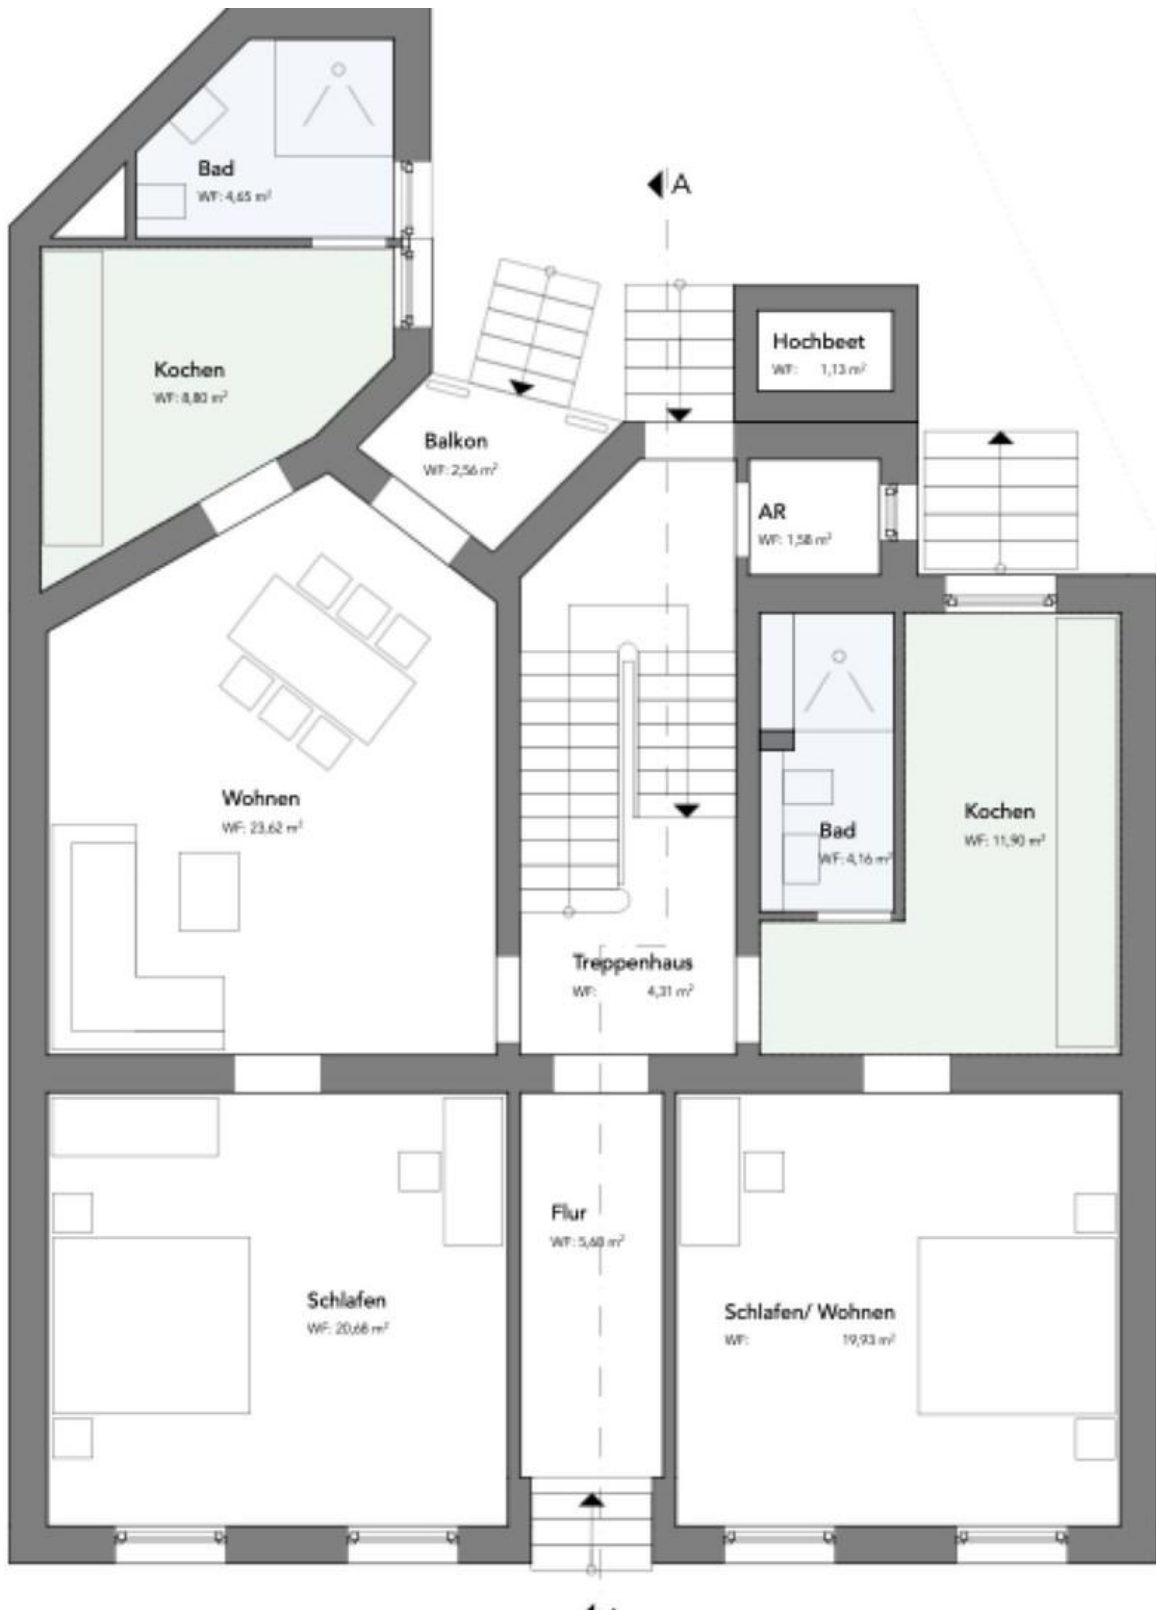 Bad
WF: 4,65 m²
A
Kochen
WF: 8,80 m²
Hochbeet
WF: 1,13 m²
Balkon
WF: 2,56 m²
AR
WF: 1,58 m²
Wohnen
WF: 23,62 m²
Bad
WF: 4,16 m²
Kochen
WF: 11,90 m²
Treppenhaus
WF: 4,31 m²
Flur
WF: 5,68 m²
Schlafen
WF: 20,68 m²
Schlafen/ Wohnen
WF: 19,93 m²